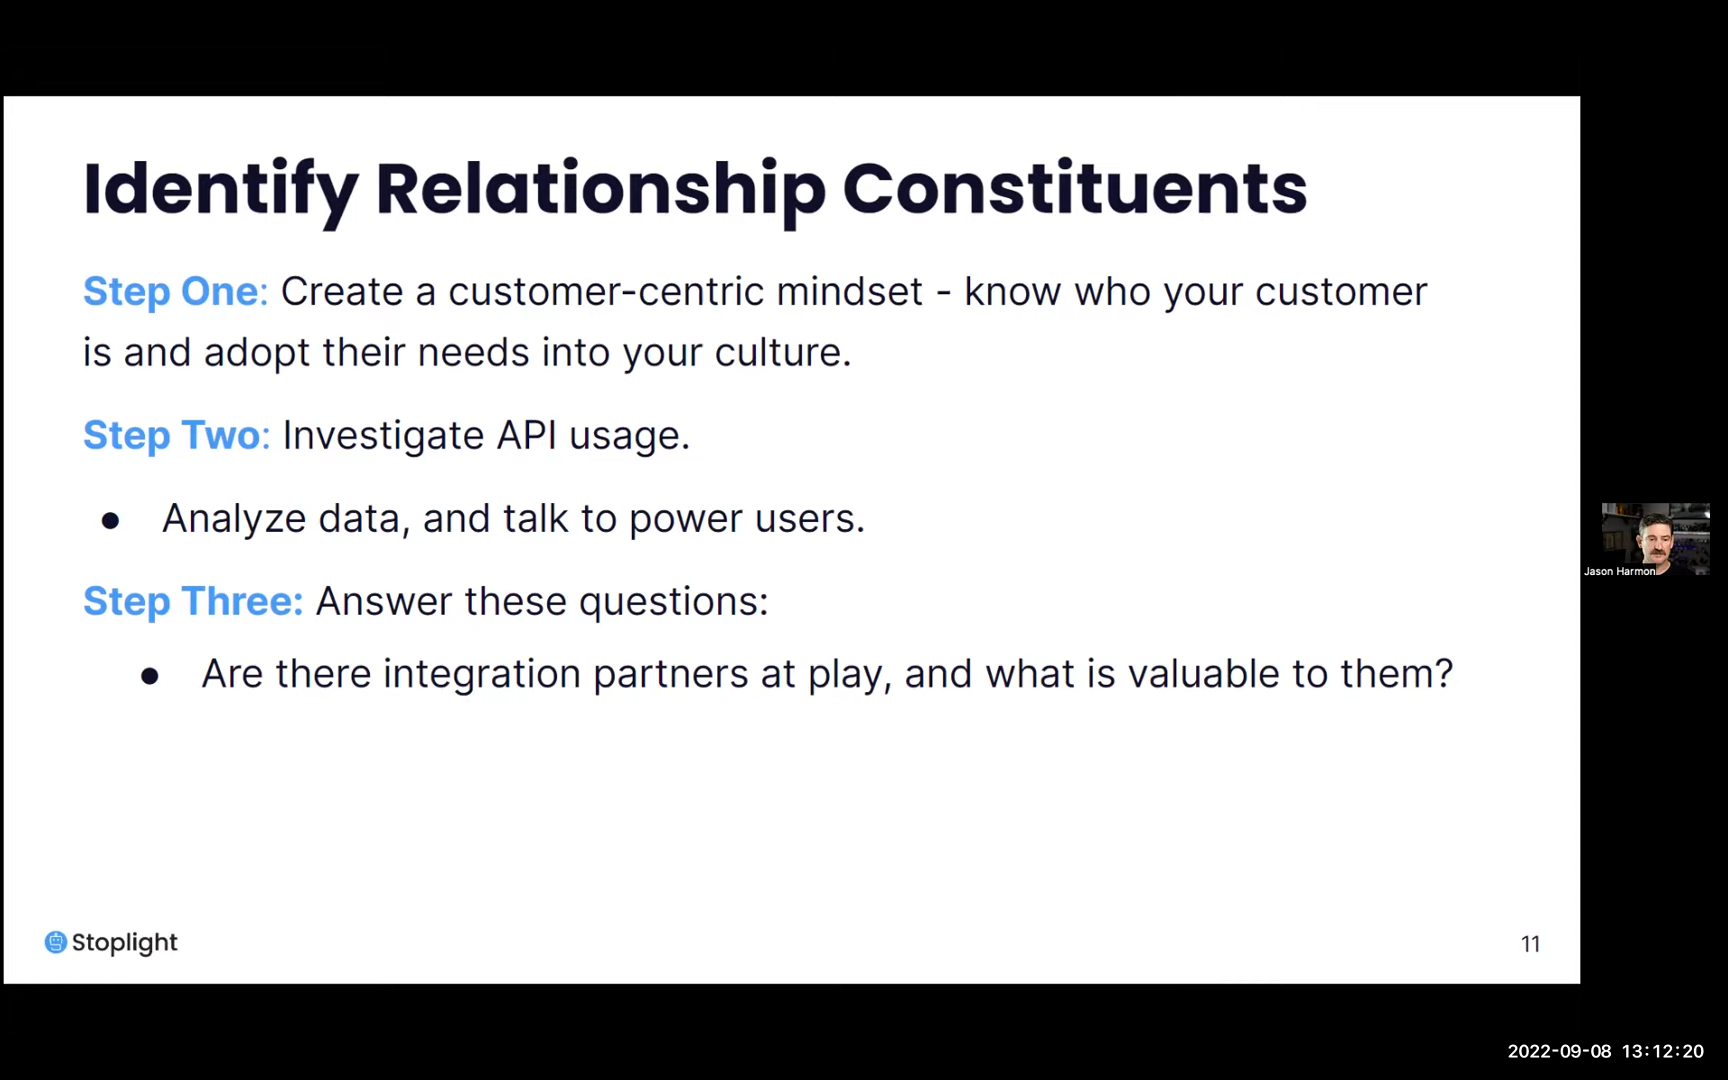 Identify Relationship Constituents
Step One: Create a customer-centric mindset - know who your customer
is and adopt their needs into your culture.
Step Two: Investigate API usage.
● Analyze data, and talk to power users.
Step Three: Answer these questions:
● Are there integration partners at play, and what is valuable to them?
Jason Harmon
Stoplight
11
2022-09-08 13:12:20